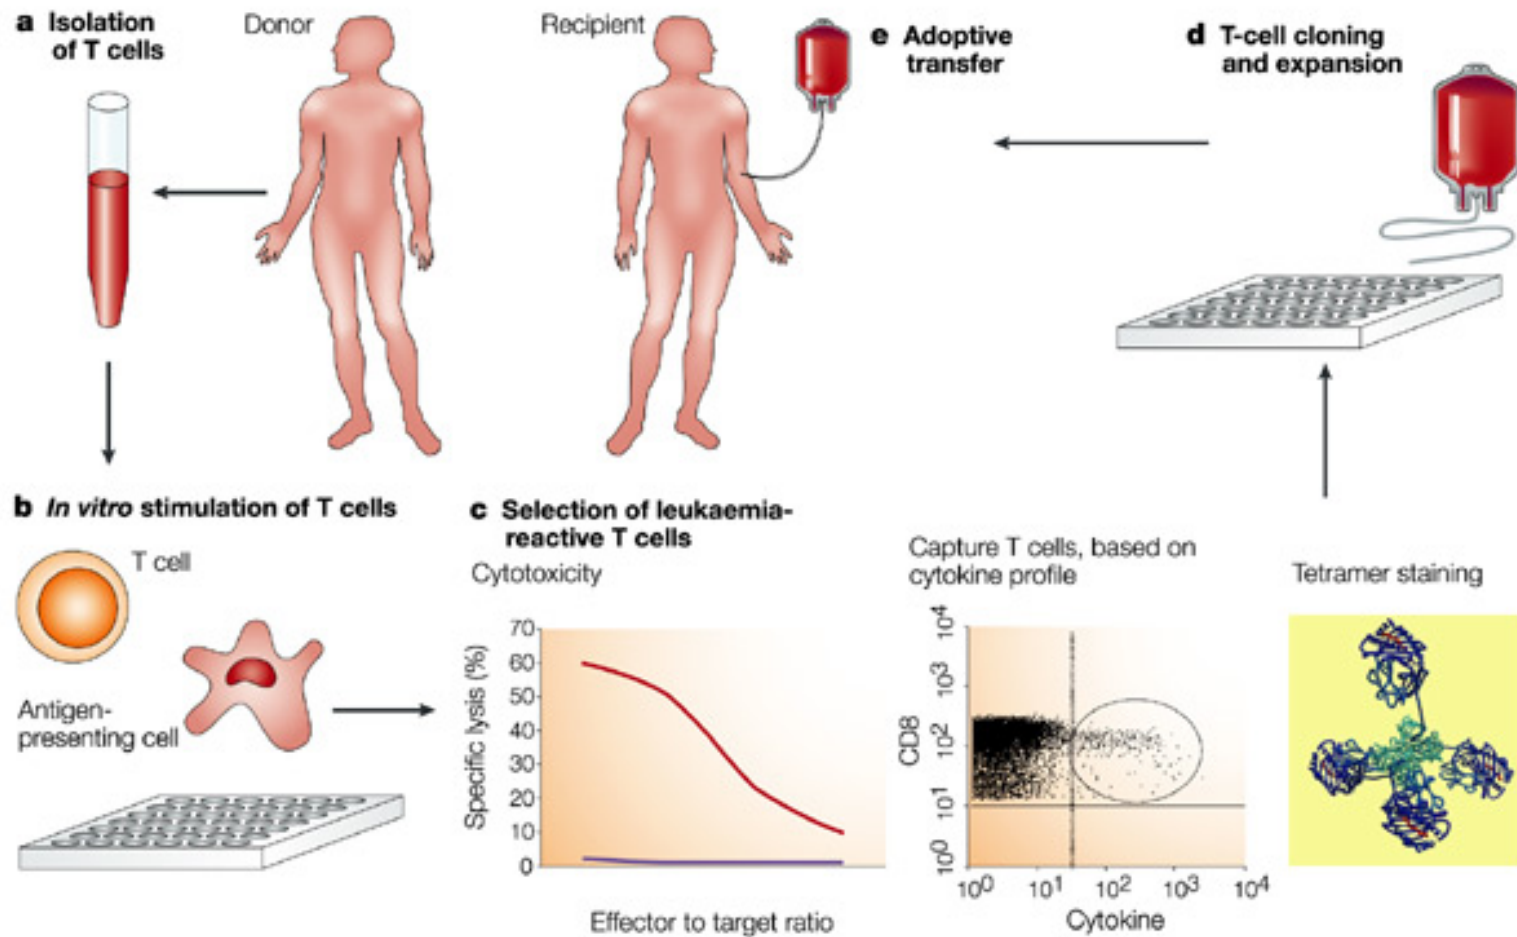 a Isolation
of T cells
Donor
Recipient
e Adoptive
transfer
d T-cell cloning
and expansion
b In vitro stimulation of T cells
T cell
Antigen-
presenting cell
c Selection of leukaemia-
reactive T cells
Cytotoxicity
Specific lysis (%)
70
60
50
40
30
20
10
0
Effector to target ratio
Capture T cells, based on
cytokine profile
CD8
10⁴
10³
10²
10¹
10⁰
10⁰ 10¹ 10² 10³ 10⁴
Cytokine
Tetramer staining